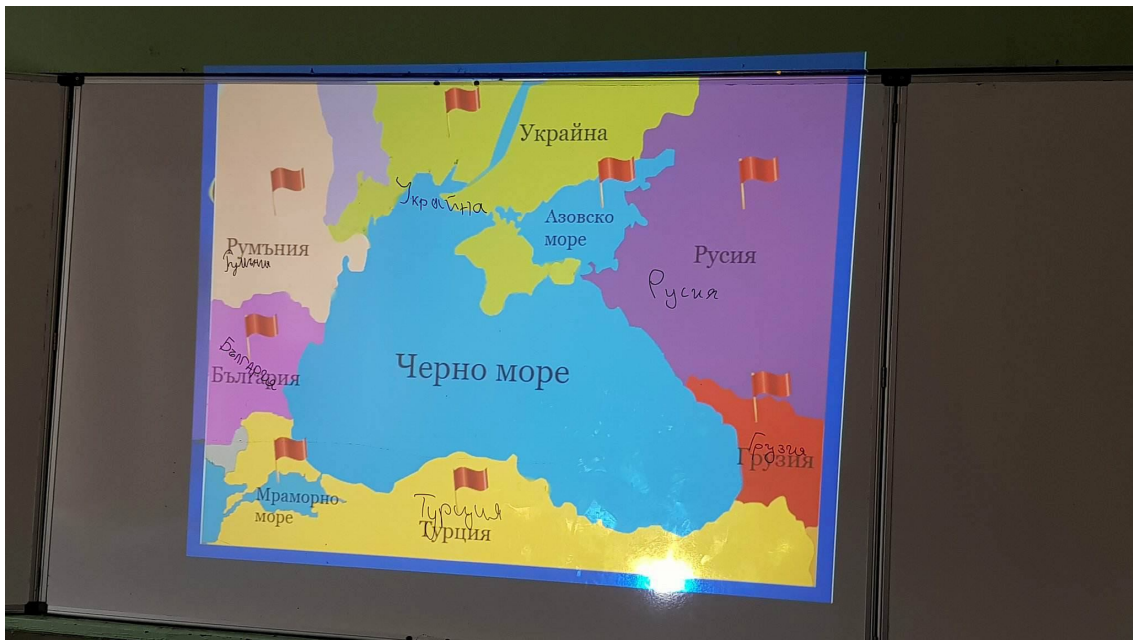 Украйна
Украйна
Азовско
море
Румъния
Румъния
Русия
Русия
България
България
Черно море
Грузия
Грузия
Мраморно
море
Турция
Турция